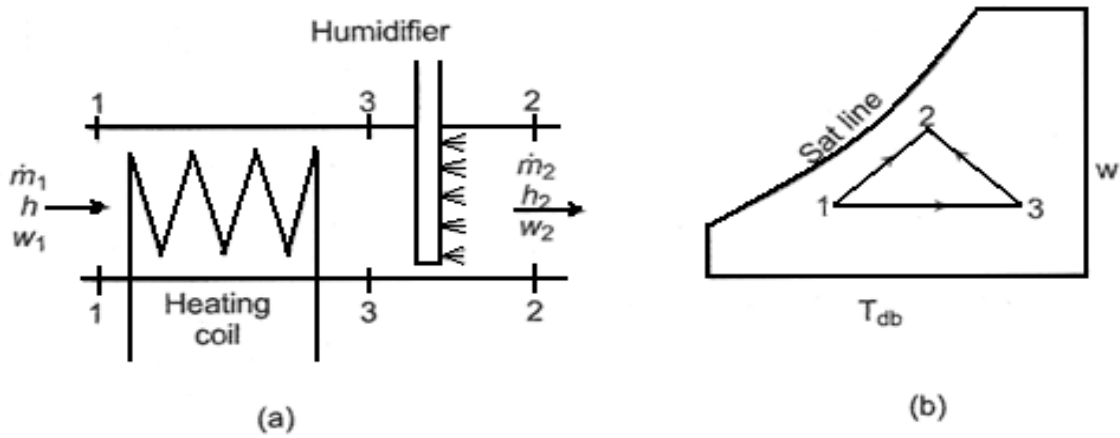 Humidifier
1
3
2
ṁ₁
h
w₁
ṁ₂
h₂
w₂
1
Heating
coil
3
2
(a)
Sat line
2
1
3
w
T_db
(b)